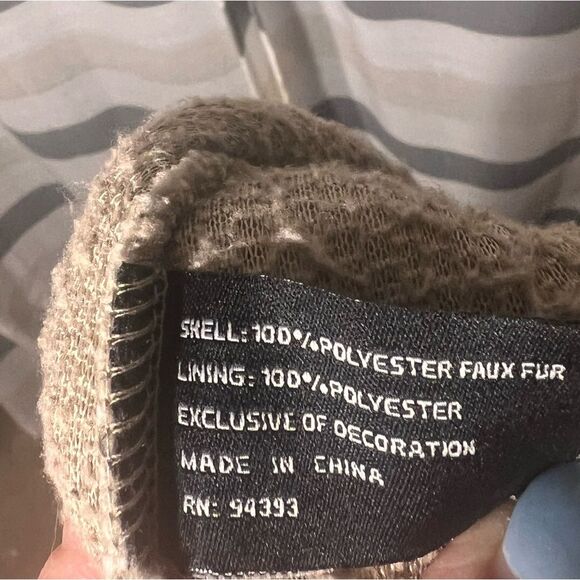 SHELL: 100%POLYESTER FAUX FUR
LINING: 100%POLYESTER
EXCLUSIVE OF DECORATION
MADE IN CHINA
RN: 94393